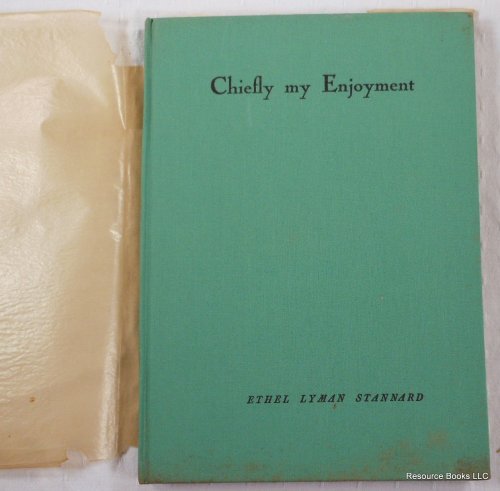 Chiefly my Enjoyment
ETHEL LYMAN STANNARD
Resource Books LLC